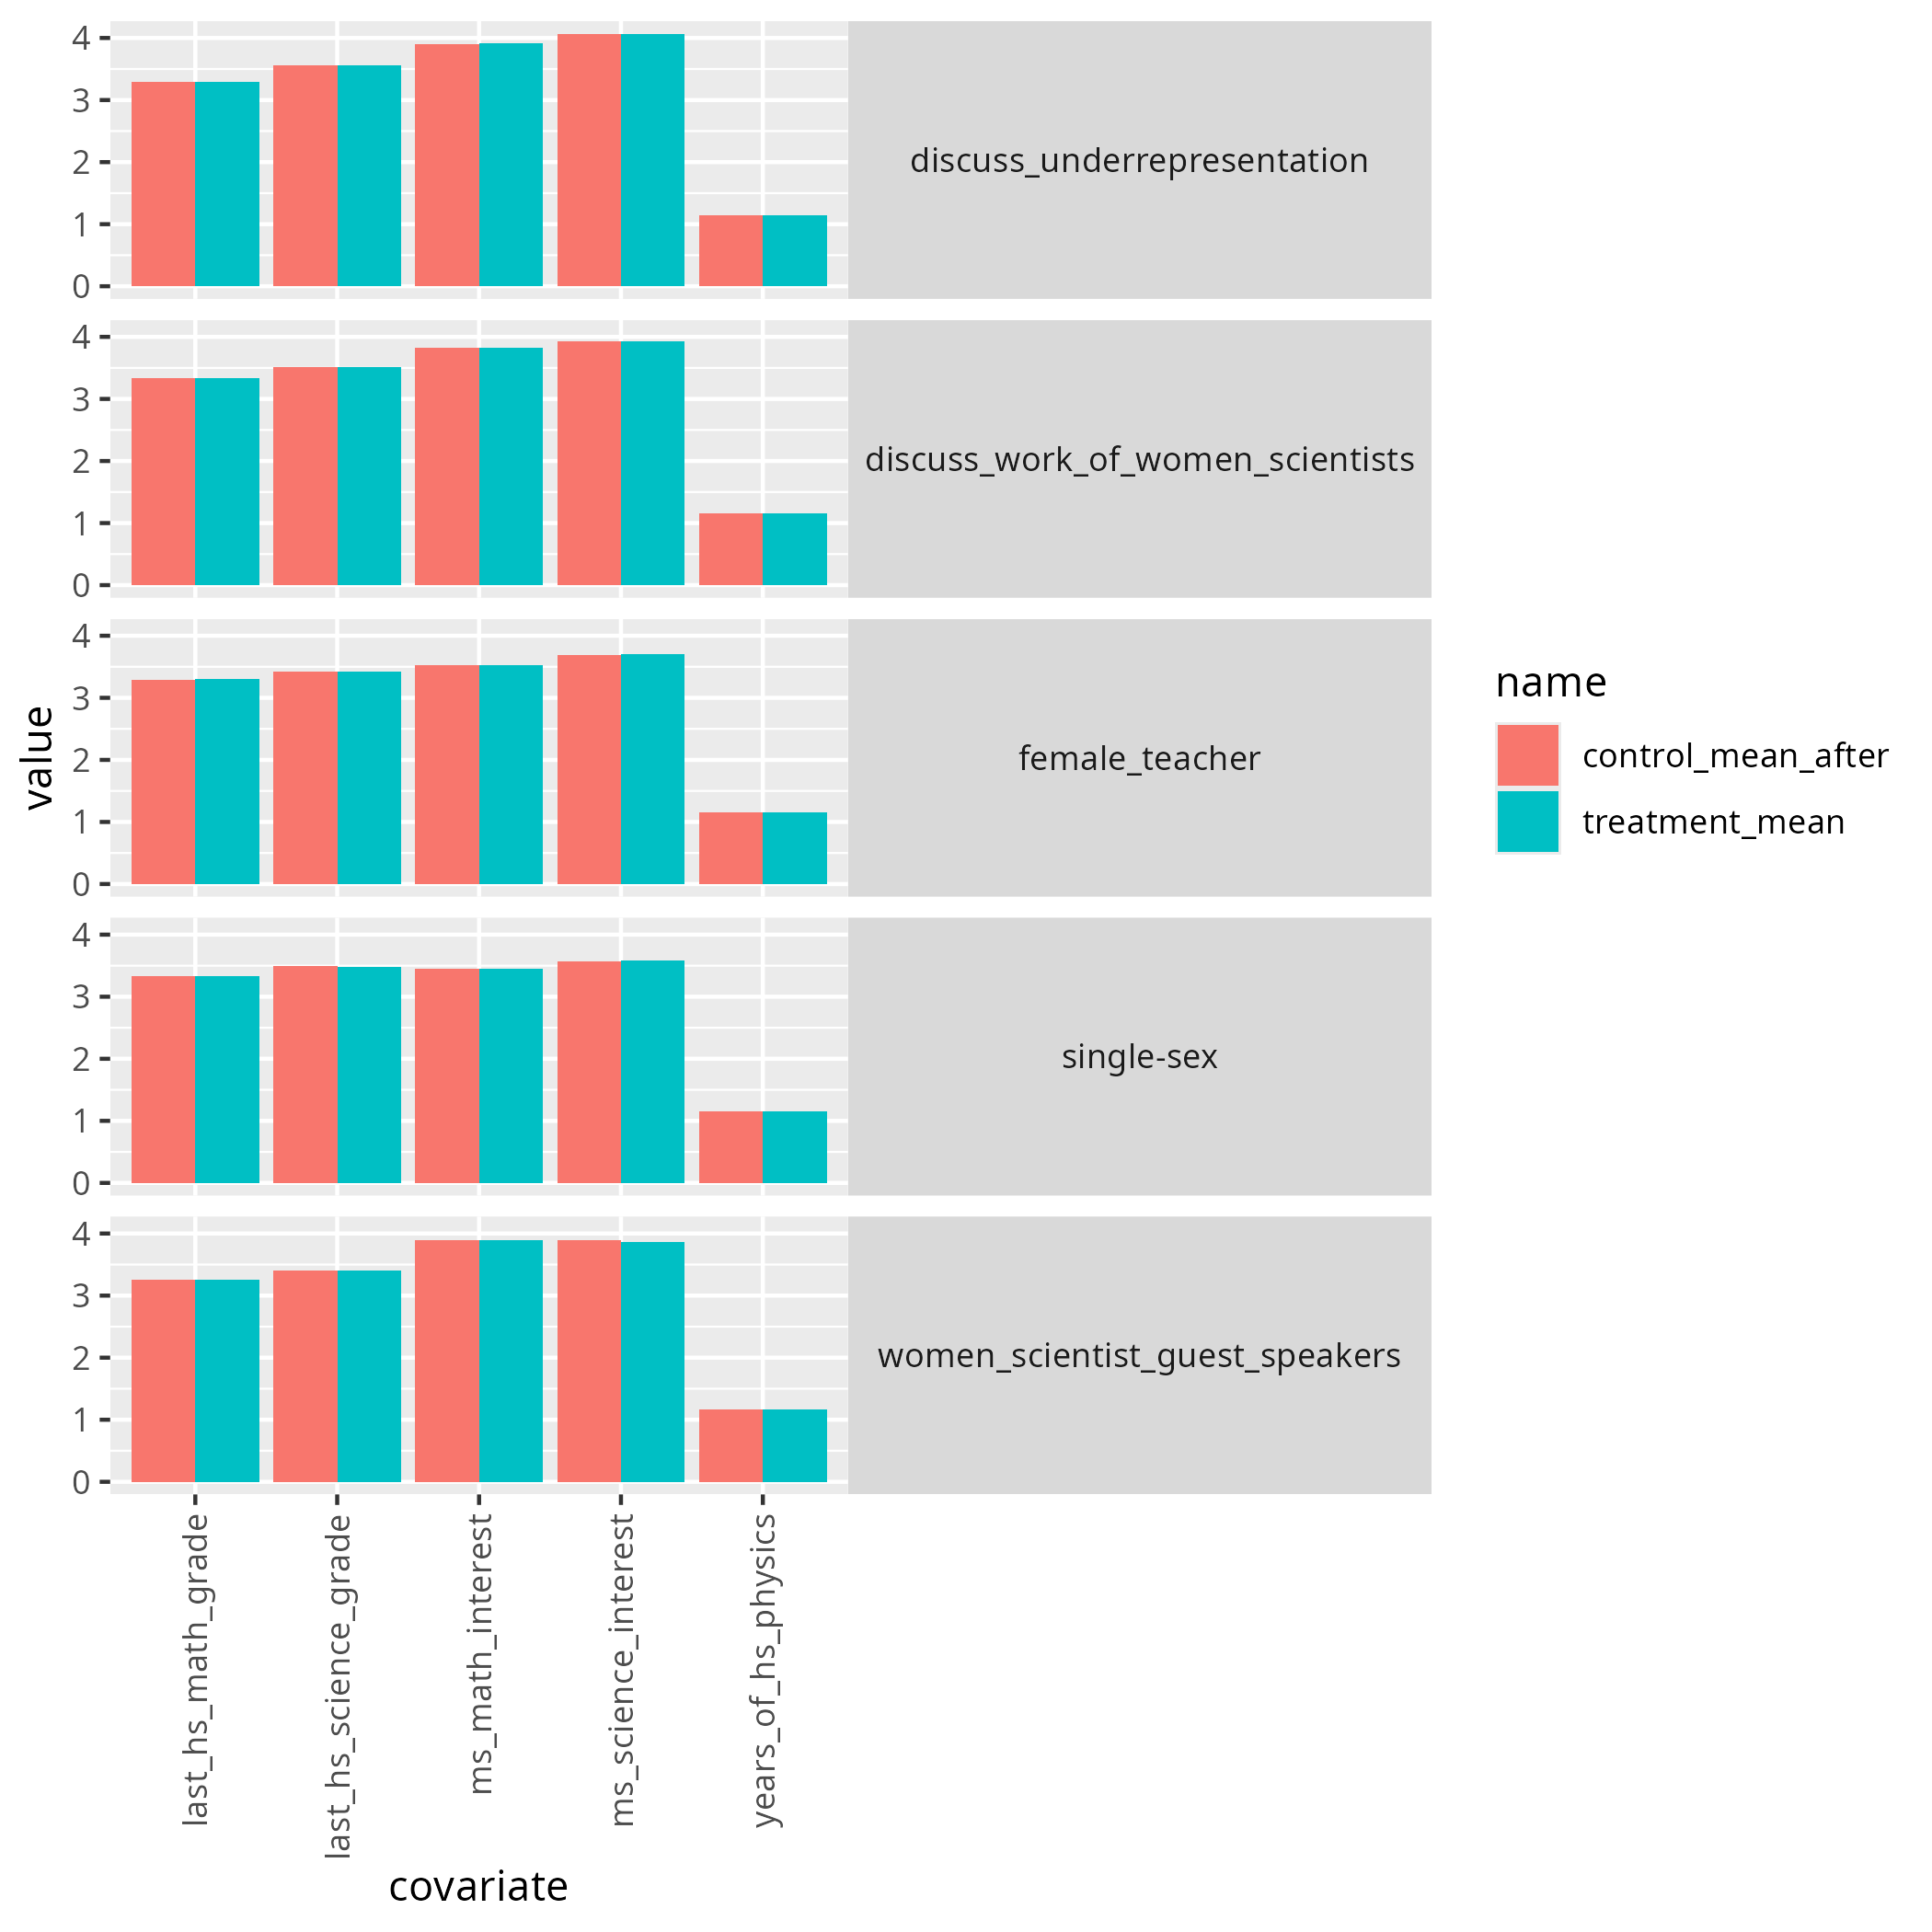 4
3
2
1
0
discuss_underrepresentation
4
3
2
1
0
discuss_work_of_women_scientists
4
3
2
1
0
female_teacher
4
3
2
1
0
single-sex
4
3
2
1
0
women_scientist_guest_speakers
value
last_hs_math_grade
last_hs_science_grade
ms_math_interest
ms_science_interest
years_of_hs_physics
covariate
name
control_mean_after
treatment_mean